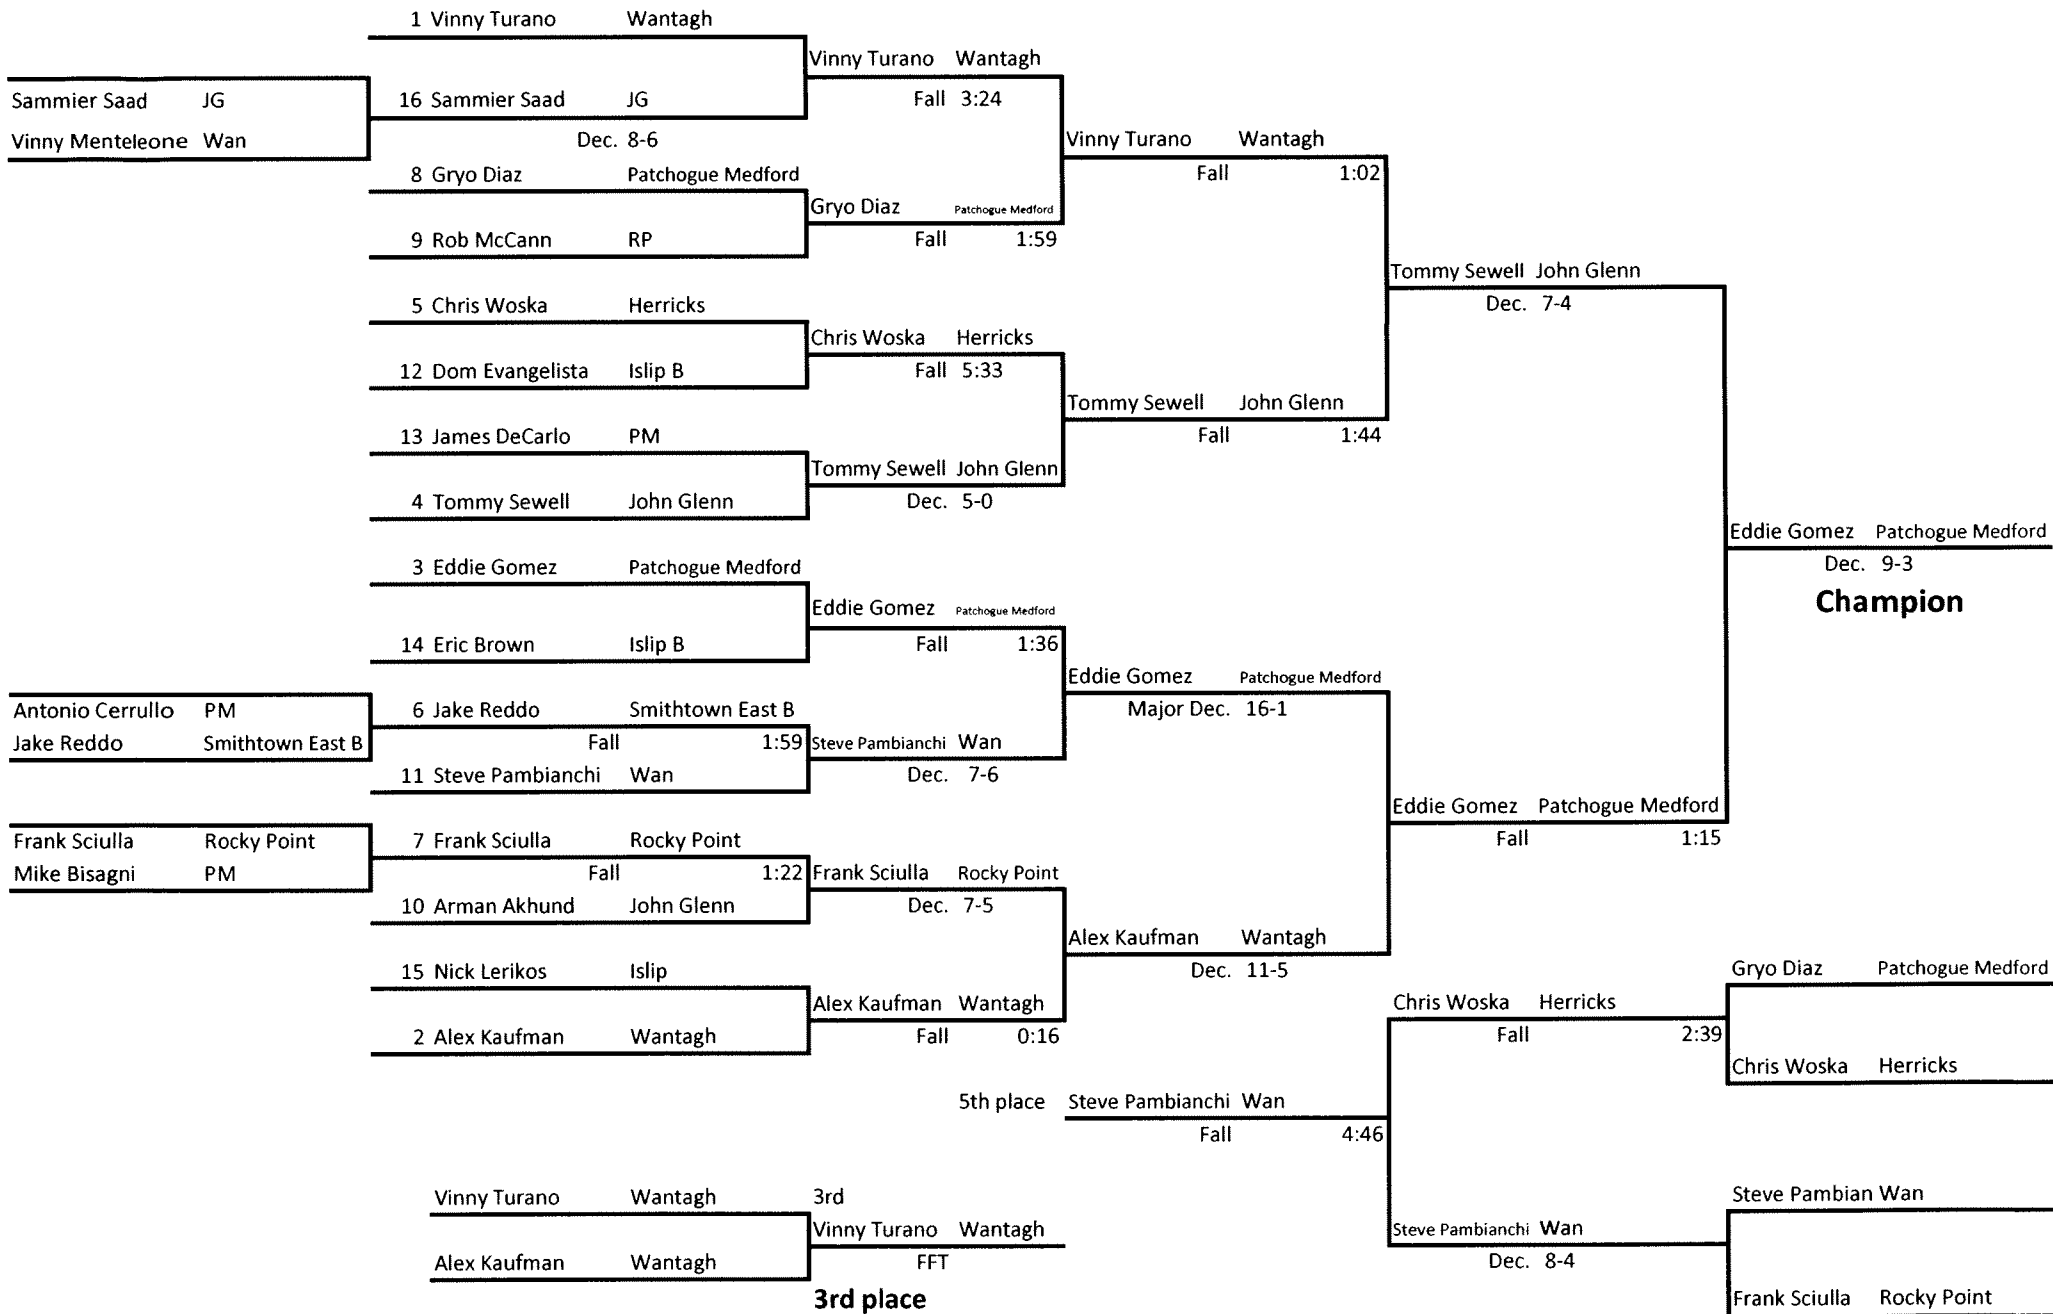 1 Vinny Turano Wantagh
Vinny Turano Wantagh
Sammier Saad JG
16 Sammier Saad JG
Fall 3:24
Vinny Menteleone Wan
Dec. 8-6
Vinny Turano Wantagh
8 Gryo Diaz Patchogue Medford
Fall 1:02
Gryo Diaz Patchogue Medford
9 Rob McCann RP
Fall 1:59
Tommy Sewell John Glenn
5 Chris Woska Herricks
Dec. 7-4
Chris Woska Herricks
12 Dom Evangelista Islip B
Fall 5:33
Tommy Sewell John Glenn
13 James DeCarlo PM
Fall 1:44
Tommy Sewell John Glenn
4 Tommy Sewell John Glenn
Dec. 5-0
Eddie Gomez Patchogue Medford
3 Eddie Gomez Patchogue Medford
Dec. 9-3
Champion
Eddie Gomez Patchogue Medford
14 Eric Brown Islip B
Fall 1:36
Eddie Gomez Patchogue Medford
Antonio Cerrullo PM
6 Jake Reddo Smithtown East B
Major Dec. 16-1
Jake Reddo Smithtown East B
Fall 1:59
Steve Pambianchi Wan
11 Steve Pambianchi Wan
Dec. 7-6
Eddie Gomez Patchogue Medford
Frank Sciulla Rocky Point
7 Frank Sciulla Rocky Point
Fall 1:15
Mike Bisagni PM
Fall 1:22
Frank Sciulla Rocky Point
10 Arman Akhund John Glenn
Dec. 7-5
Alex Kaufman Wantagh
15 Nick Lerikos Islip
Dec. 11-5
Gryo Diaz Patchogue Medford
Alex Kaufman Wantagh
Chris Woska Herricks
2 Alex Kaufman Wantagh
Fall 0:16
Fall 2:39
Chris Woska Herricks
5th place Steve Pambianchi Wan
Fall 4:46
Vinny Turano Wantagh 3rd
Steve Pambian Wan
Vinny Turano Wantagh
Steve Pambianchi Wan
Alex Kaufman Wantagh
FFT
Dec. 8-4
3rd place
Frank Sciulla Rocky Point